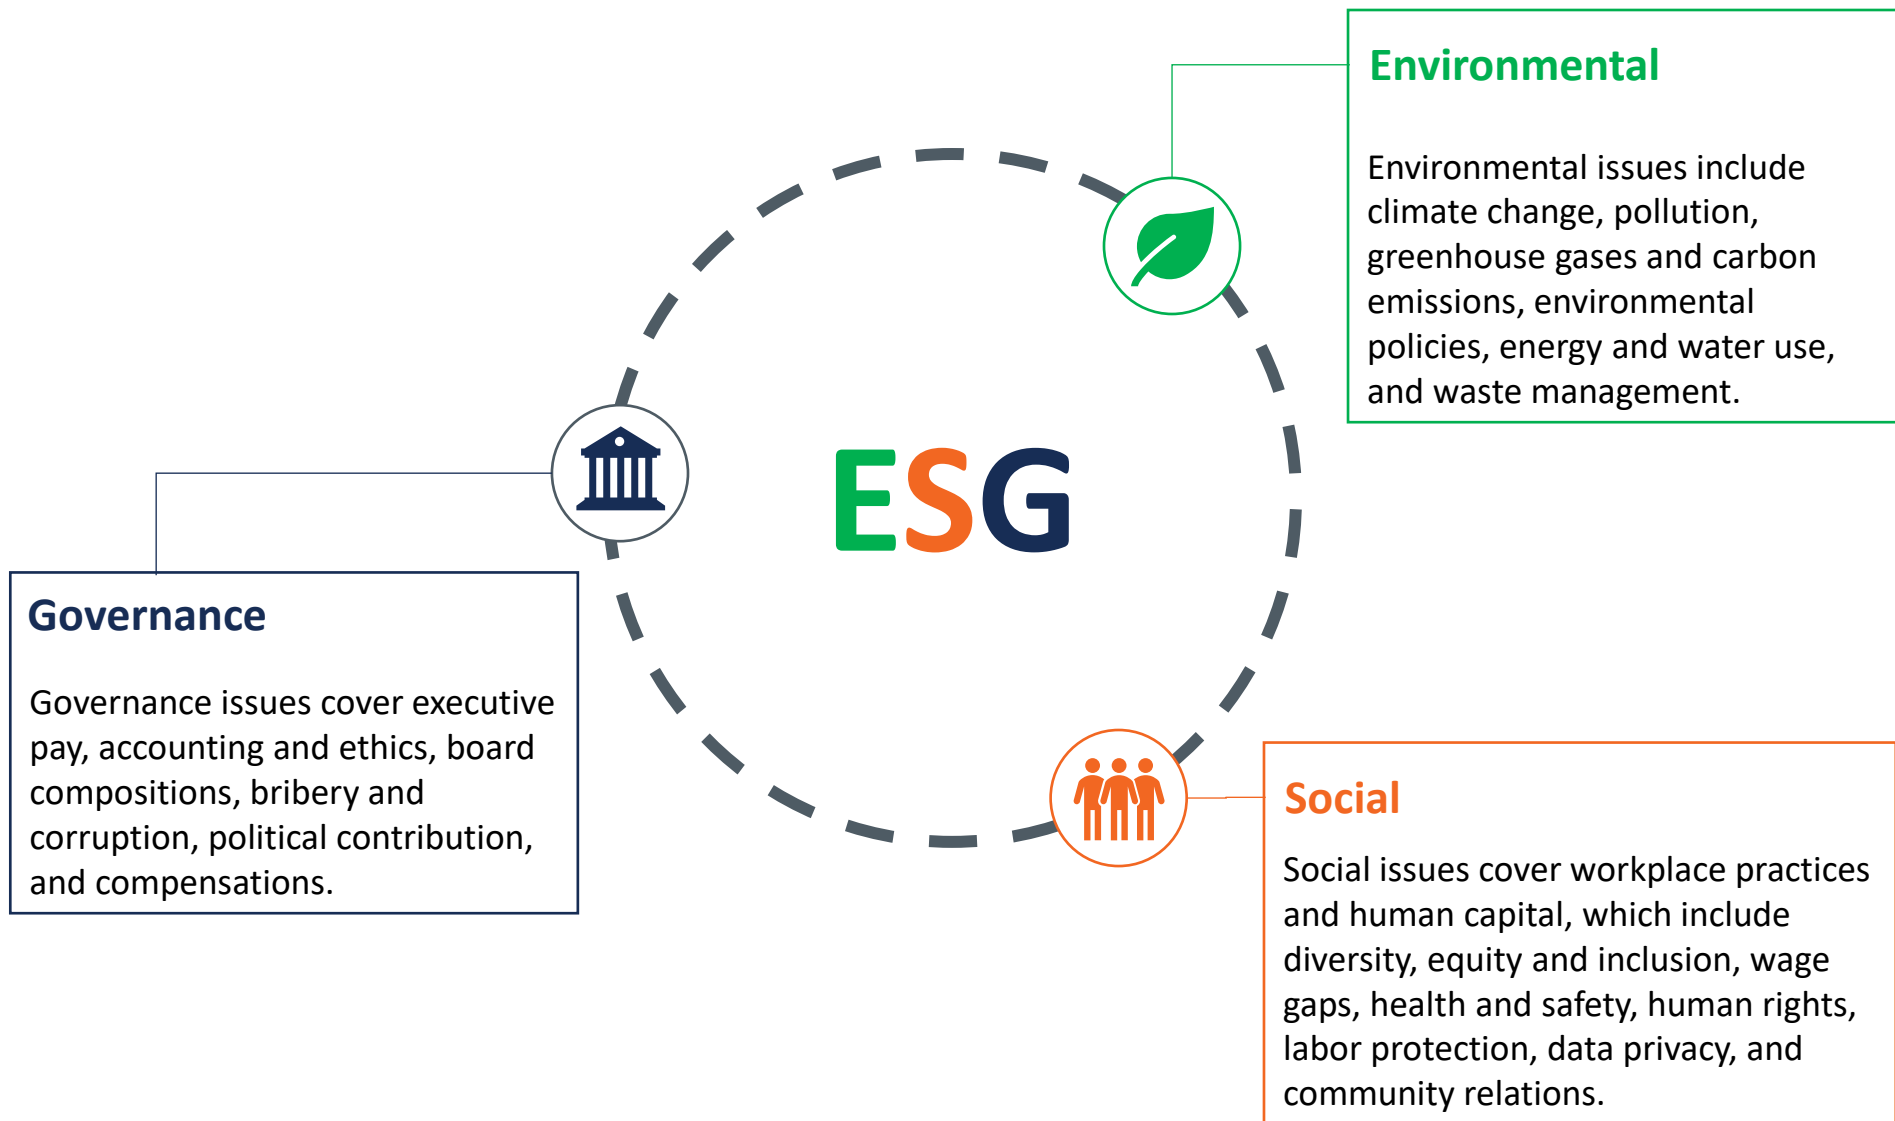 Environmental
Environmental issues include
climate change, pollution,
greenhouse gases and carbon
emissions, environmental
policies, energy and water use,
and waste management.
ESG
Governance
Governance issues cover executive
pay, accounting and ethics, board
compositions, bribery and
corruption, political contribution,
and compensations.
Social
Social issues cover workplace practices
and human capital, which include
diversity, equity and inclusion, wage
gaps, health and safety, human rights,
labor protection, data privacy, and
community relations.